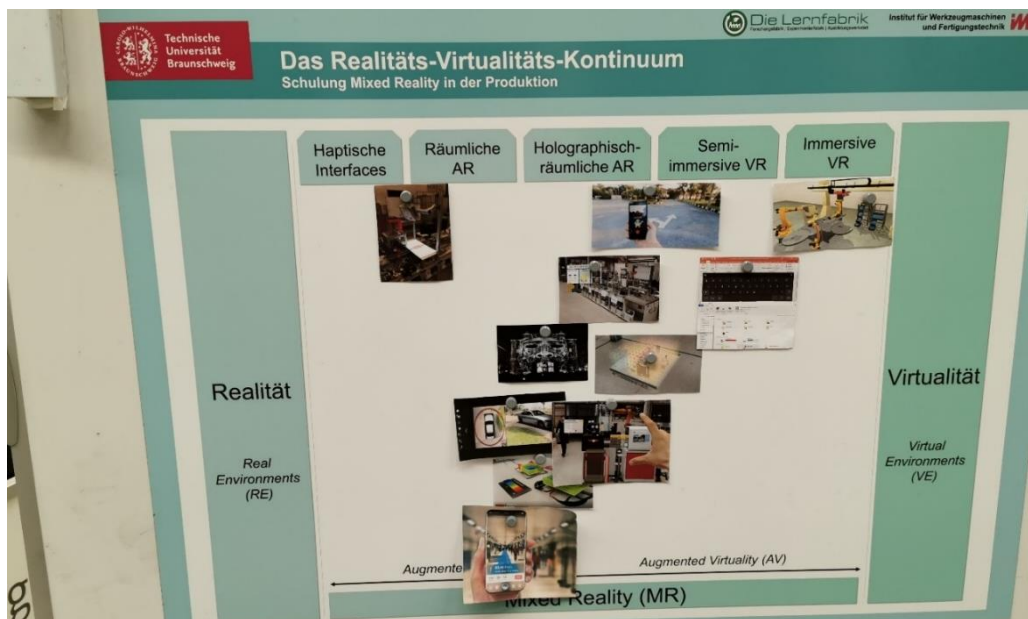 Technische
Universität
Braunschweig
Die Lernfabrik
Institut für Werkzeugmaschinen
und Fertigungstechnik
Das Realitäts-Virtualitäts-Kontinuum
Schulung Mixed Reality in der Produktion
Haptische
Interfaces
Räumliche
AR
Holographisch-
räumliche AR
Semi-
immersive VR
Immersive
VR
Realität
Real
Environments
(RE)
Virtualität
Virtual
Environments
(VE)
Augmente
Augmented Virtuality (AV)
Mixed Reality (MR)
g